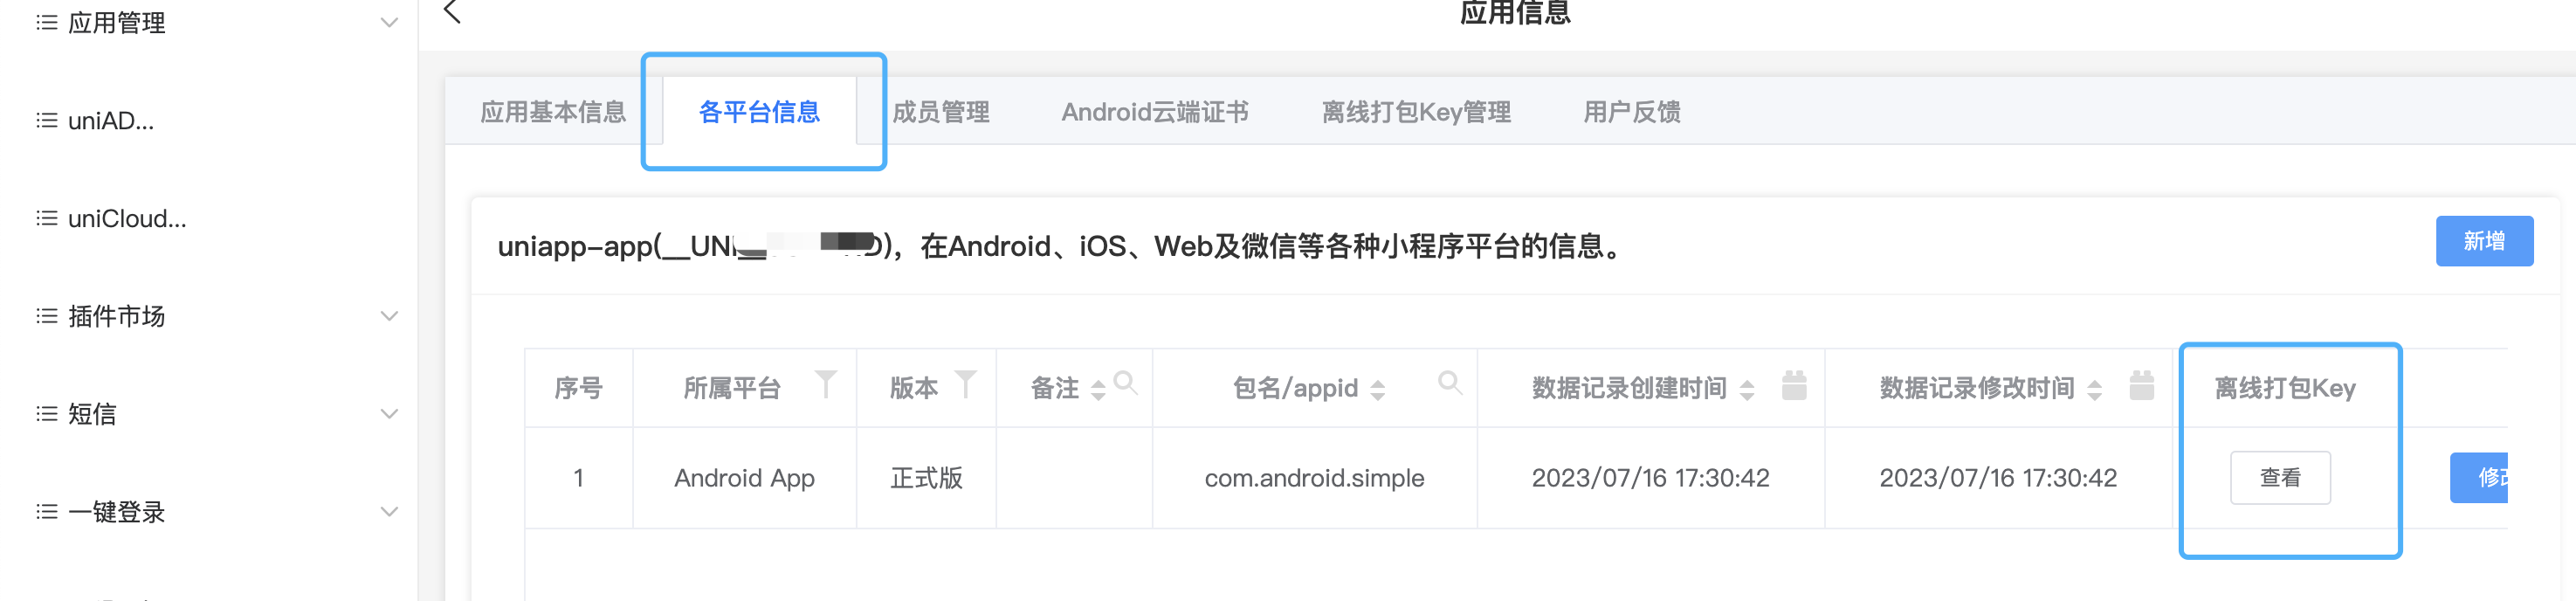 应用管理
uniAD...
uniCloud...
插件市场
短信
一键登录
应用信息
应用基本信息 各平台信息 成员管理 Android云端证书 离线打包Key管理 用户反馈
uniapp-app(__UNI D)，在Android、iOS、Web及微信等各种小程序平台的信息。 新增
序号 所属平台 版本 备注 包名/appid 数据记录创建时间 数据记录修改时间 离线打包Key
1 Android App 正式版 com.android.simple 2023/07/16 17:30:42 2023/07/16 17:30:42 查看 修改